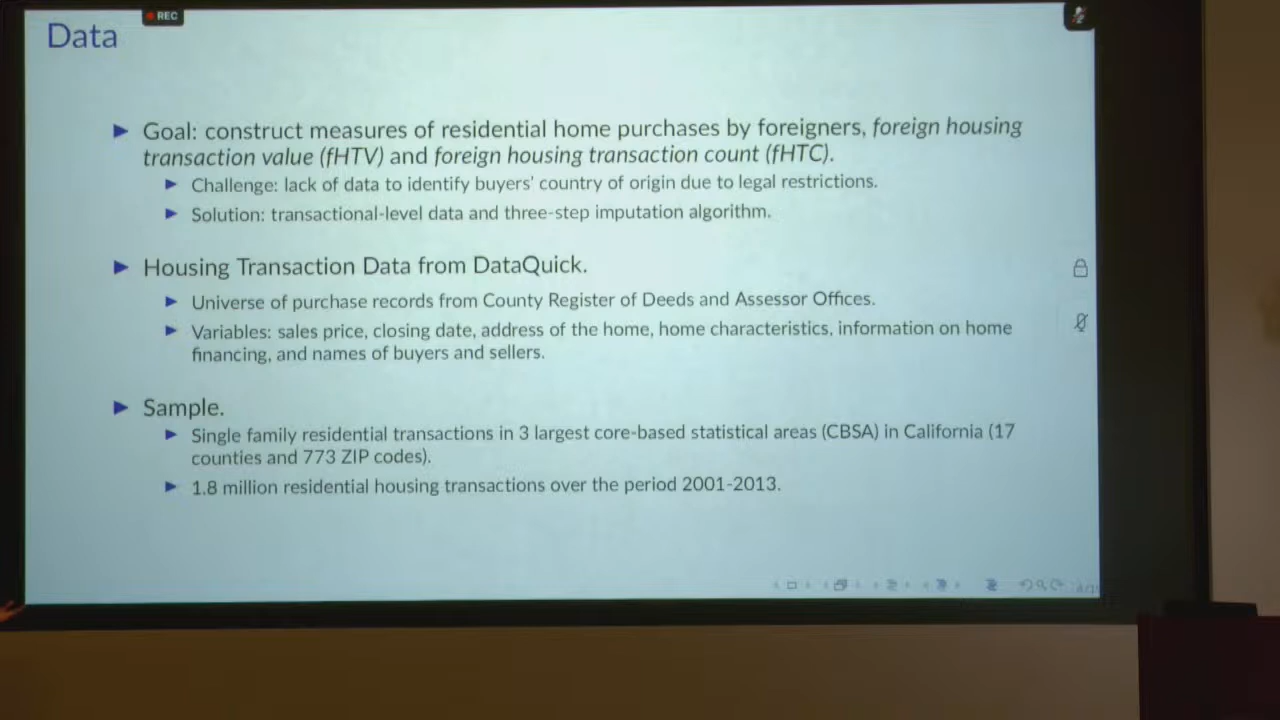 REC
Data
Goal: construct measures of residential home purchases by foreigners, foreign housing
transaction value (fHTV) and foreign housing transaction count (fHTC).
Challenge: lack of data to identify buyers' country of origin due to legal restrictions.
Solution: transactional-level data and three-step imputation algorithm.
Housing Transaction Data from DataQuick.
Universe of purchase records from County Register of Deeds and Assessor Offices.
Variables: sales price, closing date, address of the home, home characteristics, information on home
financing, and names of buyers and sellers.
Sample.
Single family residential transactions in 3 largest core-based statistical areas (CBSA) in California (17
counties and 773 ZIP codes).
1.8 million residential housing transactions over the period 2001-2013.